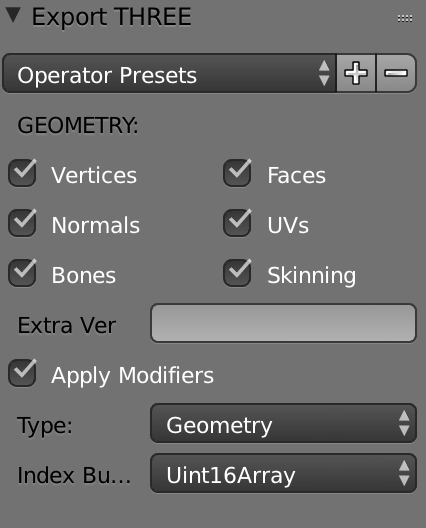 Export THREE
Operator Presets
GEOMETRY:
Vertices Faces
Normals UVs
Bones Skinning
Extra Ver
Apply Modifiers
Type: Geometry
Index Bu... Uint16Array